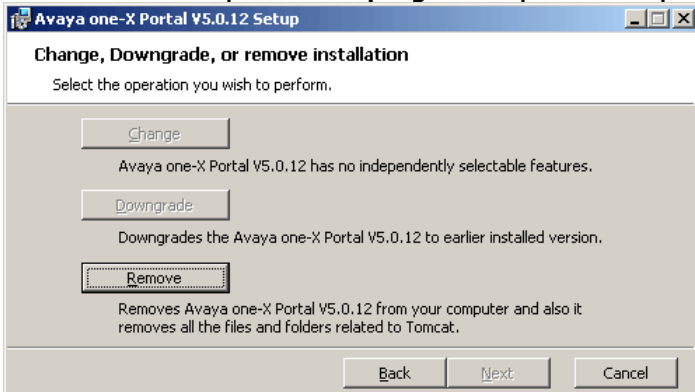 Avaya one-X Portal V5.0.12 Setup
Change, Downgrade, or remove installation
Select the operation you wish to perform.
Change
Avaya one-X Portal V5.0.12 has no independently selectable features.
Downgrade
Downgrades the Avaya one-X Portal V5.0.12 to earlier installed version.
Remove
Removes Avaya one-X Portal V5.0.12 from your computer and also it
removes all the files and folders related to Tomcat.
Back Next Cancel